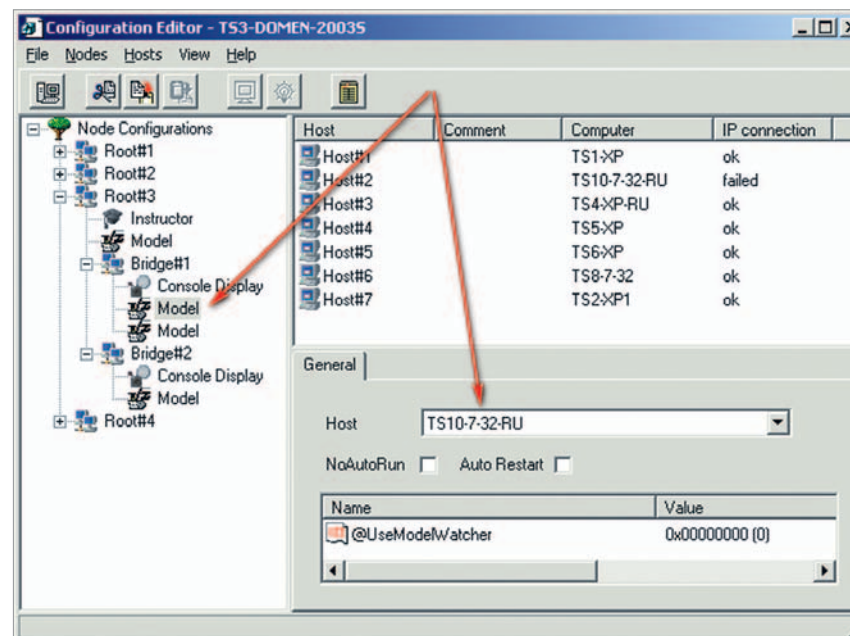 Configuration Editor - TS3-DOMEN-2003S
File Nodes Hosts View Help
Node Configurations
Root#1
Root#2
Root#3
Instructor
Model
Bridge#1
Console Display
Model
Model
Bridge#2
Console Display
Model
Root#4
Host Comment Computer IP connection
Host#1 TS1-XP ok
Host#2 TS10-7-32-RU failed
Host#3 TS4-XP-RU ok
Host#4 TS5-XP ok
Host#5 TS6-XP ok
Host#6 TS8-7-32 ok
Host#7 TS2-XP1 ok
General
Host TS10-7-32-RU
NoAutoRun Auto Restart
Name Value
@UseModelWatcher 0x00000000 (0)